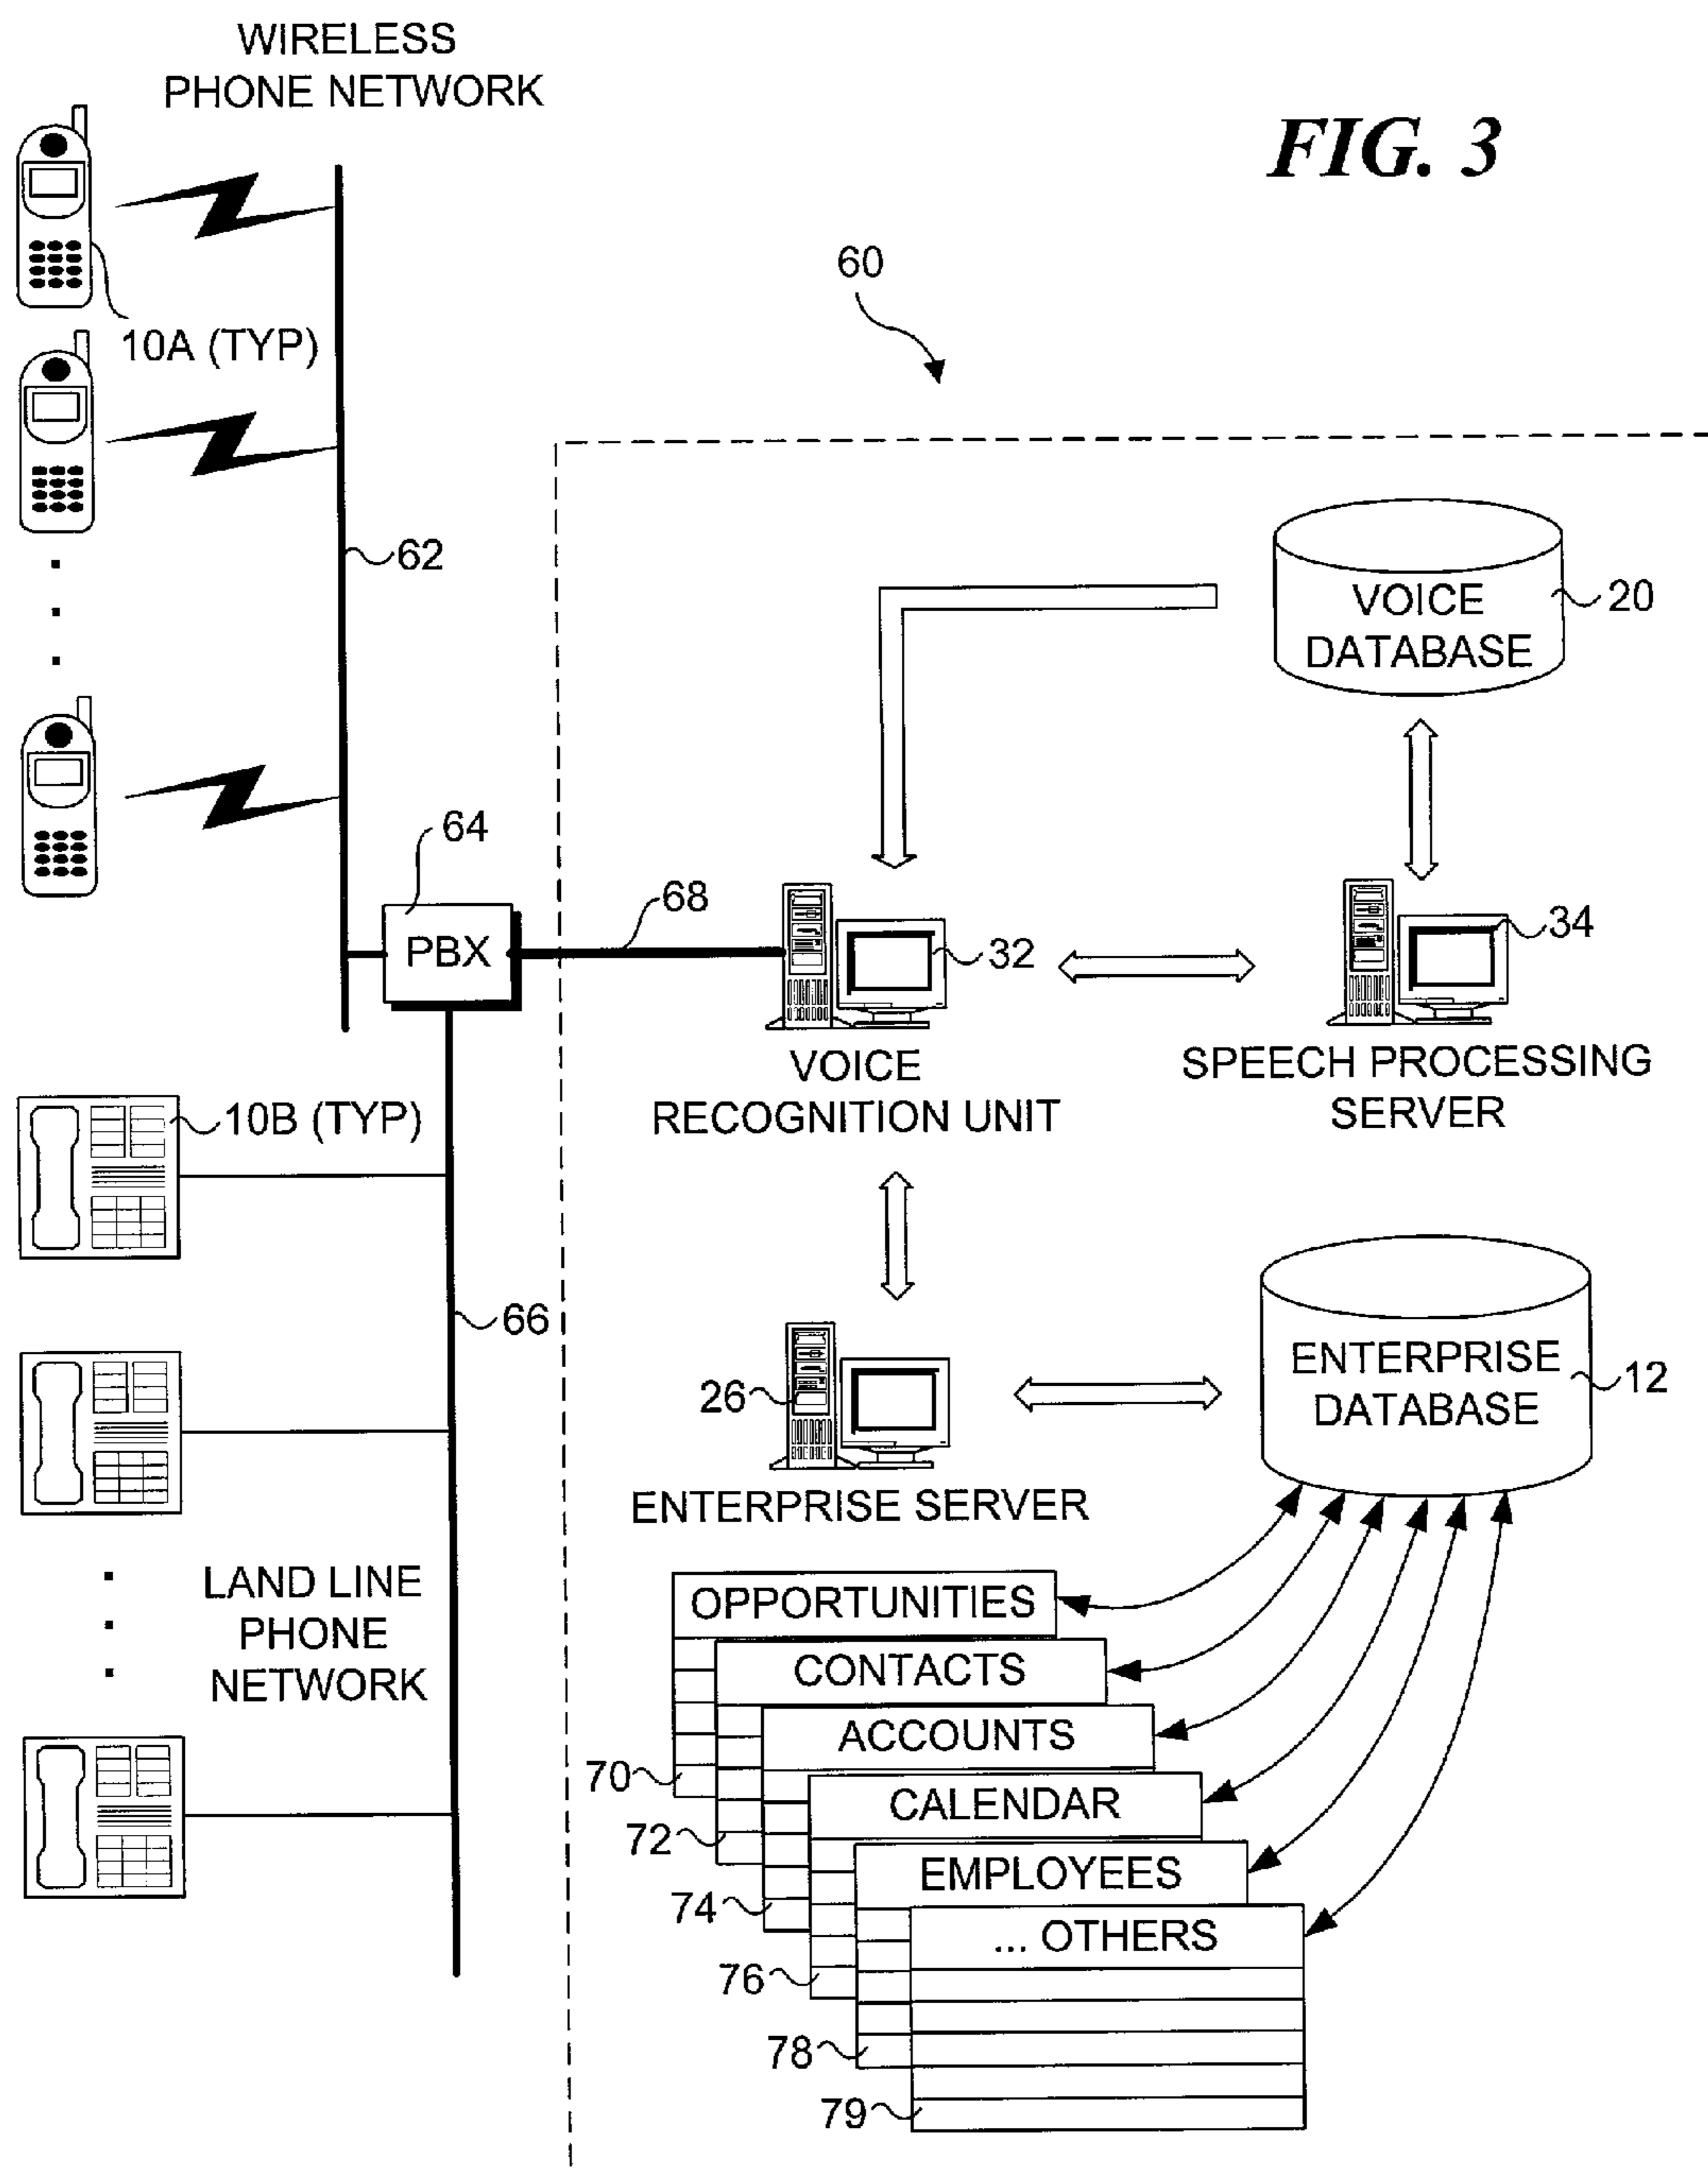 WIRELESS
PHONE NETWORK
FIG. 3
60
10A (TYP)
62
VOICE
DATABASE
20
64
PBX
68
32
34
VOICE
RECOGNITION UNIT
SPEECH PROCESSING
SERVER
10B (TYP)
66
26
ENTERPRISE
DATABASE
12
ENTERPRISE SERVER
LAND LINE
PHONE
NETWORK
OPPORTUNITIES
CONTACTS
ACCOUNTS
70
CALENDAR
72
EMPLOYEES
74
... OTHERS
76
78
79